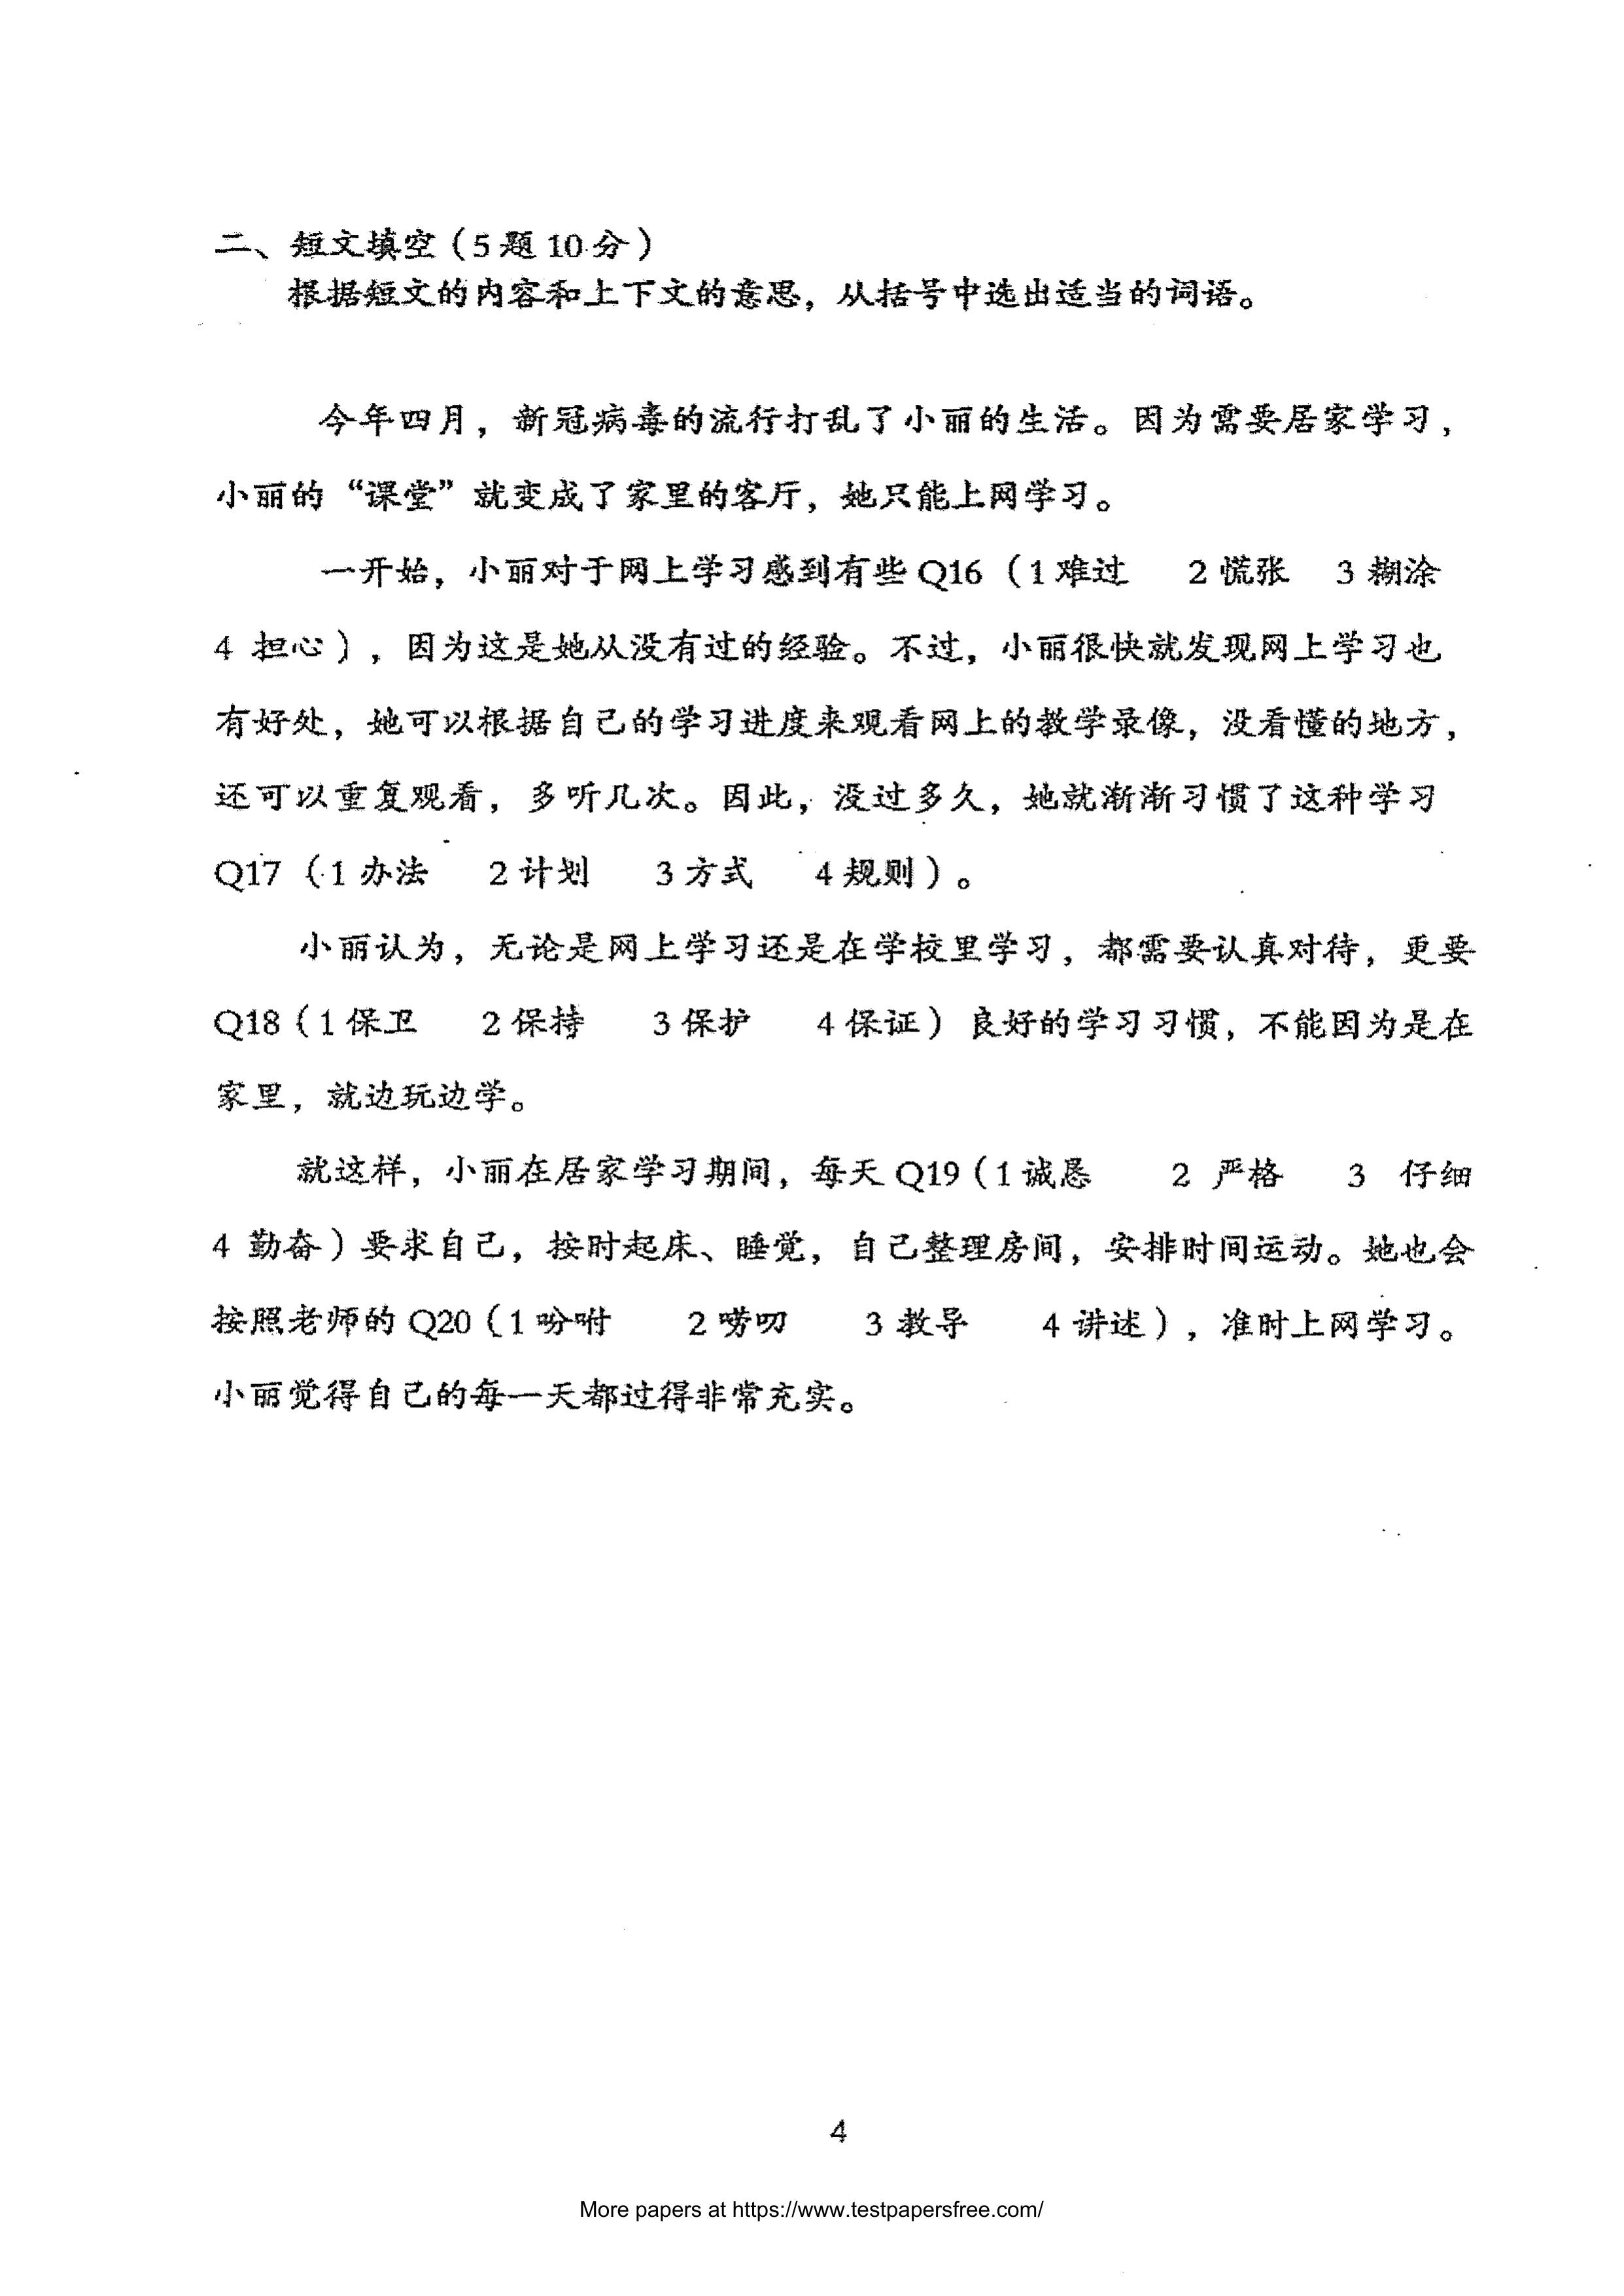 二、短文填空（5题10分）
根据短文的内容和上下文的意思，从括号中选出适当的词语。
今年四月，新冠病毒的流行打乱了小丽的生活。因为需要居家学习，
小丽的“课堂”就变成了家里的客厅，她只能上网学习。
一开始，小丽对于网上学习感到有些Q16（1难过 2慌张 3糊涂
4 担心），因为这是她从没有过的经验。不过，小丽很快就发现网上学习也
有好处，她可以根据自己的学习进度来观看网上的教学录像，没看懂的地方，
还可以重复观看，多听几次。因此，没过多久，她就渐渐习惯了这种学习
Q17（1办法 2计划 3方式 4规则）。
小丽认为，无论是网上学习还是在学校里学习，都需要认真对待，更要
Q18（1保卫 2保持 3保护 4保证）良好的学习习惯，不能因为是在
家里，就边玩边学。
就这样，小丽在居家学习期间，每天Q19（1诚恳 2 严格 3 仔细
4 勤奋）要求自己，按时起床、睡觉，自己整理房间，安排时间运动。她也会
按照老师的Q20（1吩咐 2唠叨 3教导 4讲述），准时上网学习。
小丽觉得自己的每一天都过得非常充实。
4
More papers at https://www.testpapersfree.com/